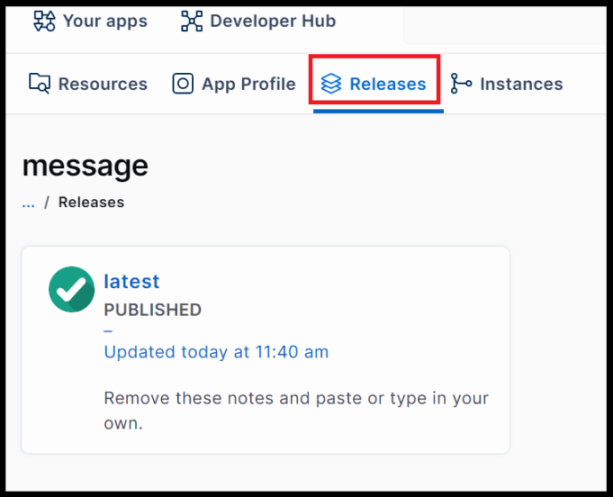 Your apps Developer Hub
Resources App Profile Releases Instances
message
... / Releases
latest
PUBLISHED
–
Updated today at 11:40 am
Remove these notes and paste or type in your
own.